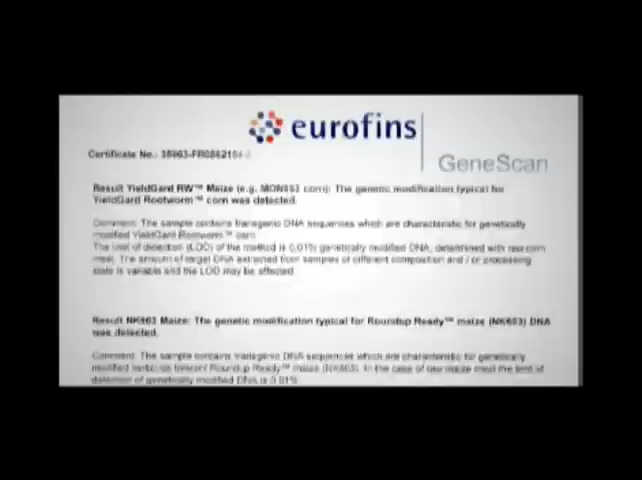 eurofins
Certificate No.:
GeneScan
Result YieldGard RW™ Maize (e.g. MON863 corn): The genetic modification typical for
YieldGard Rootworm™ corn was detected.
Comment: The sample contains transgenic DNA sequences which are characteristic for genetically
modified YieldGard Rootworm™ corn.
The limit of detection (LOD) of the method is 0,01% genetically modified DNA, determined with raw corn
meal. The amount of target DNA extracted from samples of different composition and / or processing
state is variable and the LOD may be affected
Result NK603 Maize: The genetic modification typical for Roundup Ready™ maize (NK603) DNA
was detected.
Comment: The sample contains transgenic DNA sequences which are characteristic for genetically
modified herbicide tolerant Roundup Ready™ maize (NK603). In the case of raw maize meal the limit of
detection of genetically modified DNA is 0.01%